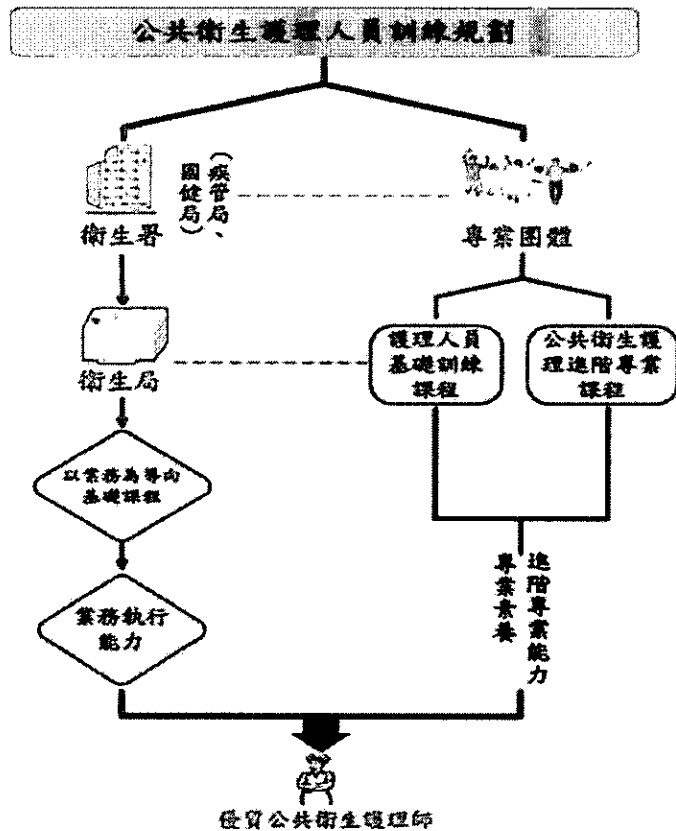 公共衛生護理人員訓練規劃
衛生署
(疾管局、
國健局)
專業團體
衛生局
護理人員
基礎訓練
課程
公共衛生護
理進階專業
課程
以業務為導向
基礎課程
業務執行
能力
進階專業能力
專業素養
優質公共衛生護理師